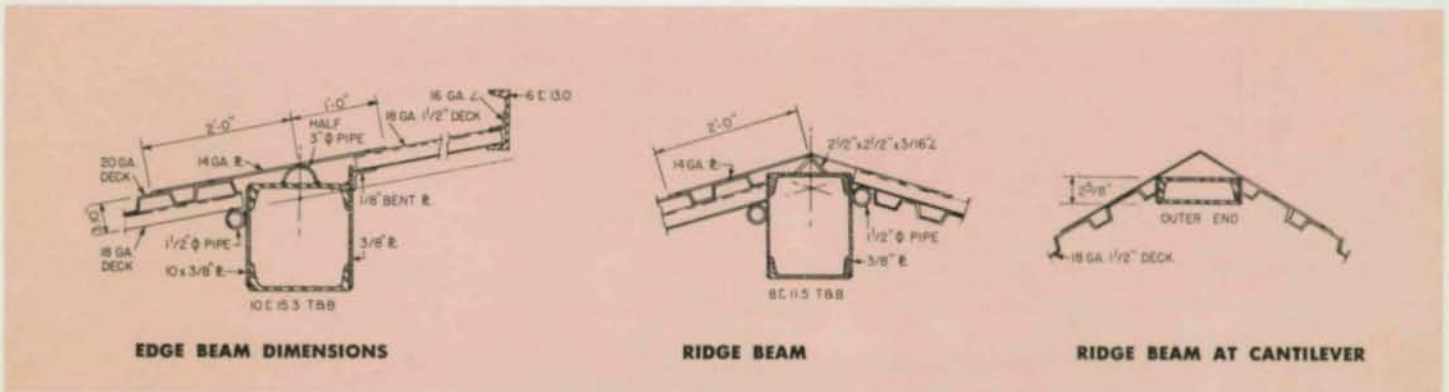 16 GA. ∠
6 [ 13.0
1'-0"
18 GA. 1 1/2" DECK
2'-0"
HALF
3" Φ PIPE
20 GA.
DECK
14 GA. ℞
1/8" BENT ℞
18 GA.
DECK
1 1/2" Φ PIPE
3/8" ℞
10 x 3/8" ℞
10 [ 15.3 T & B
EDGE BEAM DIMENSIONS
2'-0"
2 1/2" x 2 1/2" x 3/16" ∠
14 GA. ℞
1 1/2" Φ PIPE
3/8" ℞
8 [ 11.5 T & B
RIDGE BEAM
2 5/8"
OUTER END
18 GA. 1 1/2" DECK
RIDGE BEAM AT CANTILEVER